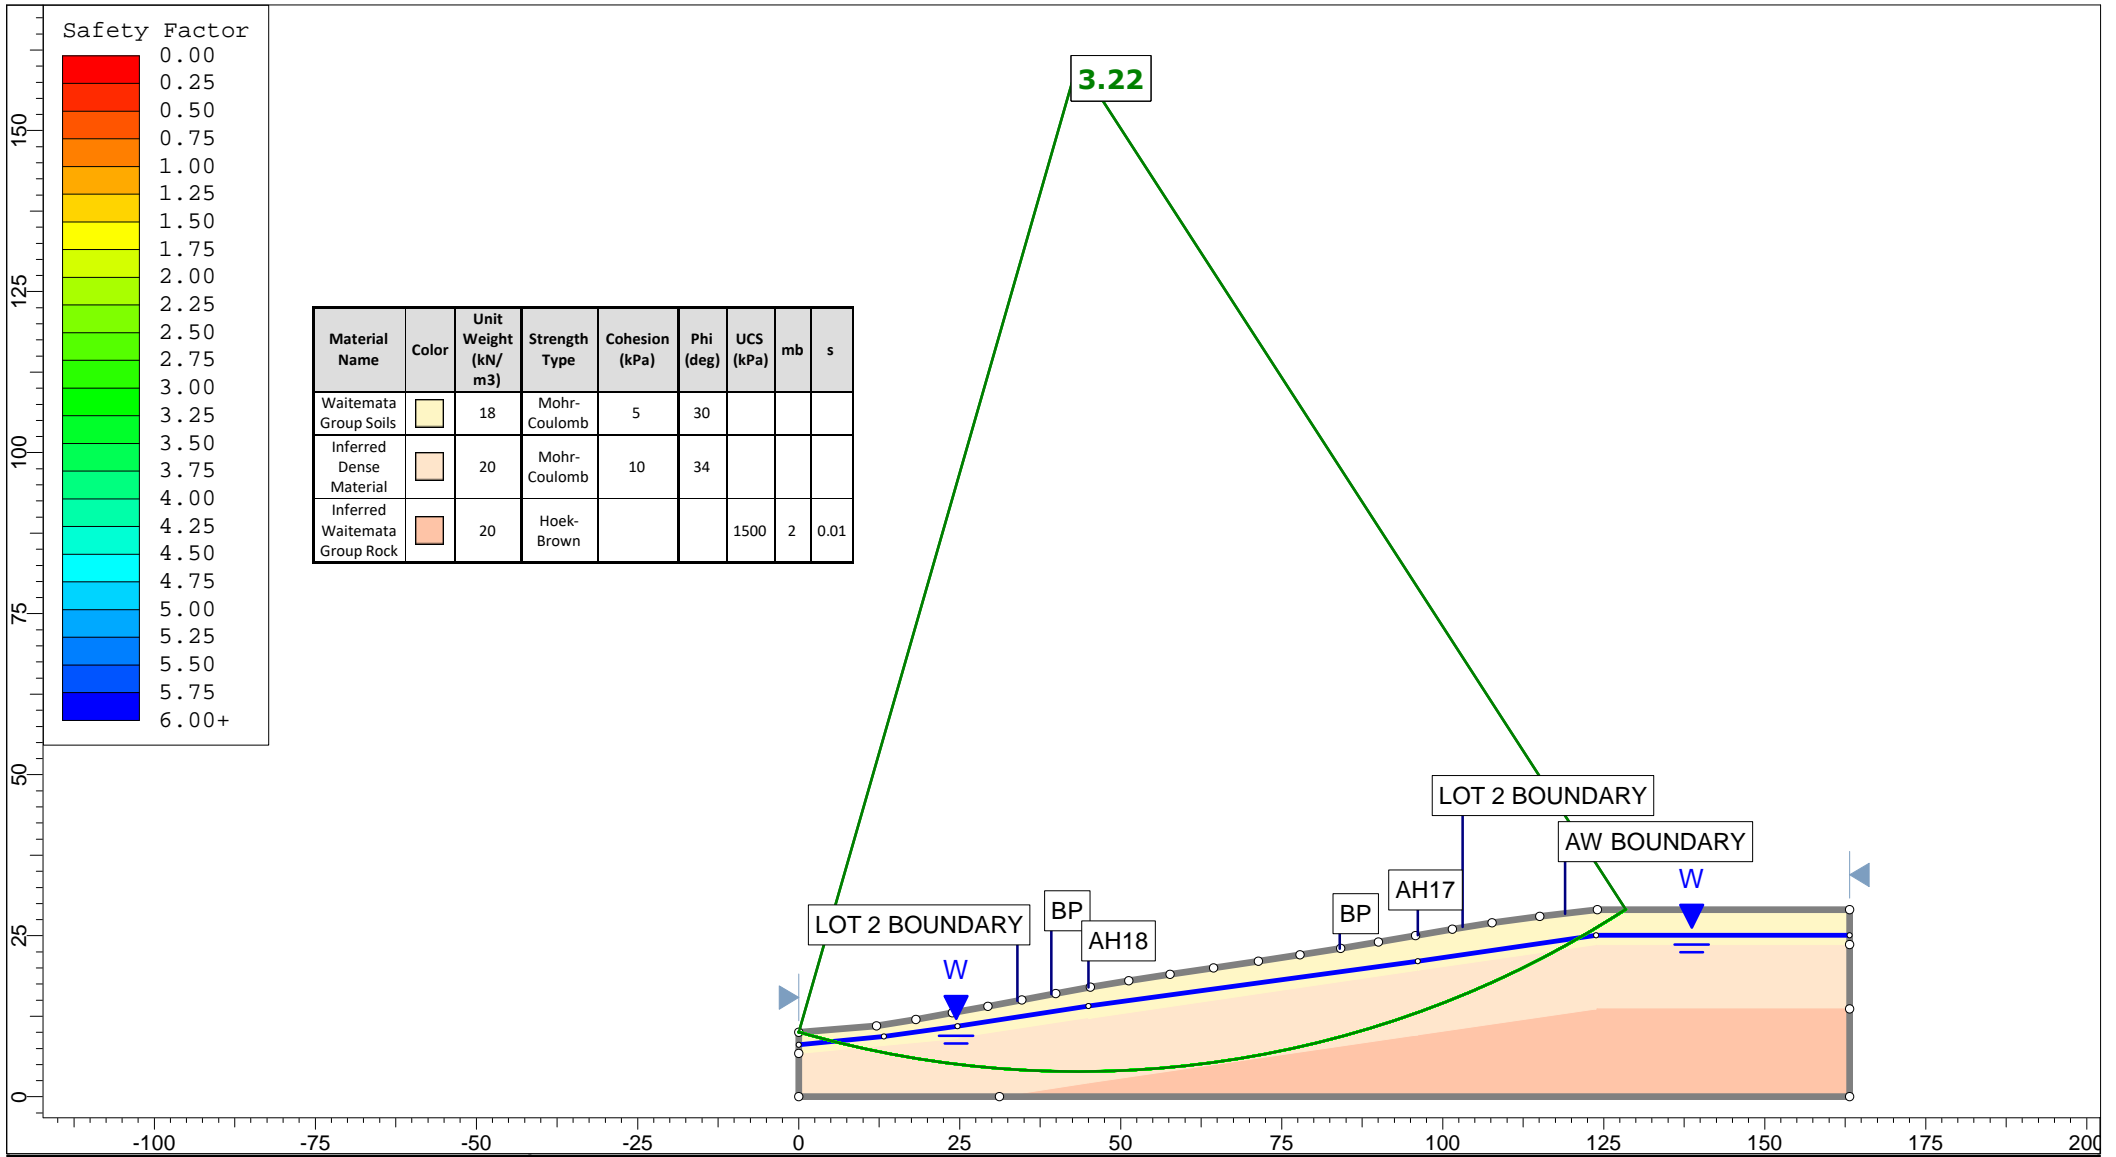 Safety Factor
0.00
0.25
0.50
0.75
1.00
1.25
1.50
1.75
2.00
2.25
2.50
2.75
3.00
3.25
3.50
3.75
4.00
4.25
4.50
4.75
5.00
5.25
5.50
5.75
6.00+
3.22
Material Name Color Unit Weight (kN/ m3) Strength Type Cohesion (kPa) Phi (deg) UCS (kPa) mb s
Waitemata Group Soils 18 Mohr-Coulomb 5 30
Inferred Dense Material 20 Mohr-Coulomb 10 34
Inferred Waitemata Group Rock 20 Hoek-Brown 1500 2 0.01
LOT 2 BOUNDARY
AW BOUNDARY
W
AH17
BP
BP
LOT 2 BOUNDARY
AH18
W
150
125
100
75
50
25
0
-100 -75 -50 -25 0 25 50 75 100 125 150 175 200